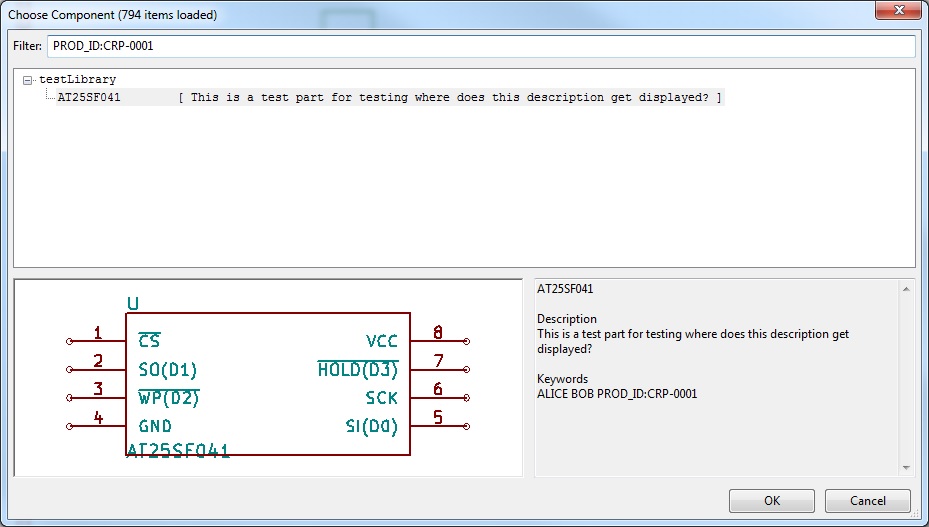 Choose Component (794 items loaded)
Filter: PROD_ID:CRP-0001
testLibrary
AT25SF041 [ This is a test part for testing where does this description get displayed? ]
U
1 CS VCC 8
2 SO(D1) HOLD(D3) 7
3 WP(D2) SCK 6
4 GND SI(D0) 5
AT25SF041
AT25SF041
Description
This is a test part for testing where does this description get
displayed?
Keywords
ALICE BOB PROD_ID:CRP-0001
OK Cancel